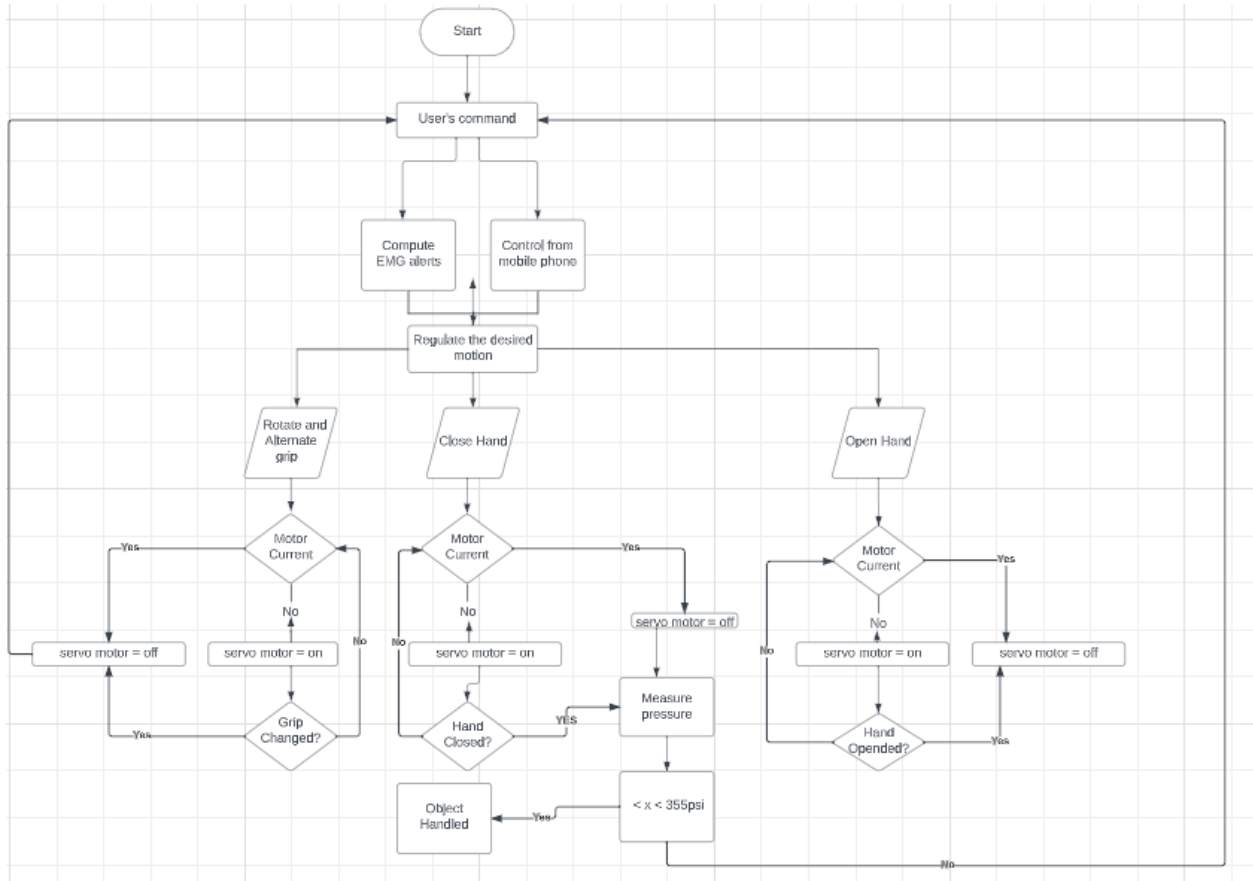 Start
User's command
Compute
EMG alerts
Control from
mobile phone
Regulate the desired
motion
Rotate and
Alternate
grip
Close Hand
Open Hand
Motor
Current
Motor
Current
Motor
Current
Yes
Yes
Yes
No
No
No
servo motor = off
No
No
No
servo motor = off
servo motor = on
servo motor = on
servo motor = on
servo motor = off
Measure
pressure
Grip
Changed?
Yes
Hand
Closed?
YES
Hand
Opended?
Yes
Object
Handled
Yes
< x < 355psi
No